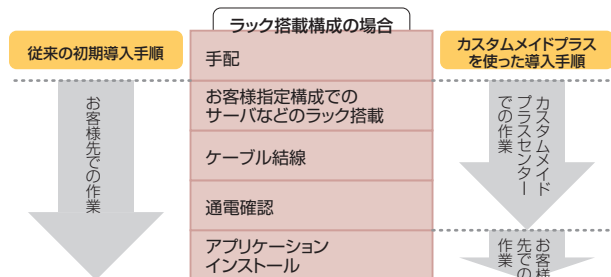 ラック搭載構成の場合
従来の初期導入手順
手配
カスタムメイドプラス
を使った導入手順
お客様指定構成での
サーバなどのラック搭載
ケーブル結線
通電確認
アプリケーション
インストール
お客様先での作業
カスタムメイド
プラスセンター
での作業
お客様
先での
作業